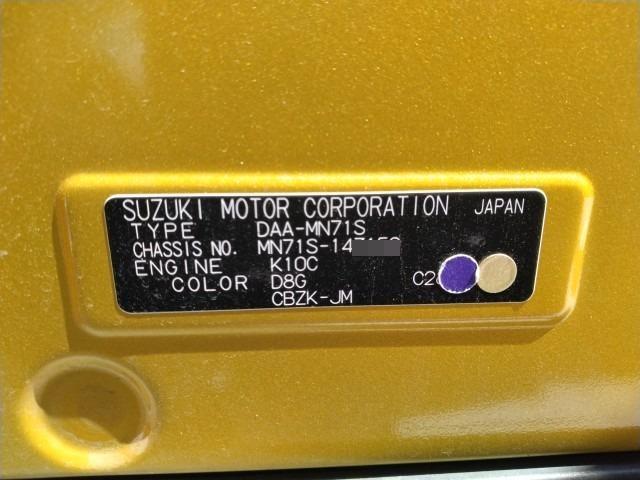 SUZUKI MOTOR CORPORATION JAPAN
TYPE DAA-MN71S
CHASSIS NO. MN71S-14
ENGINE K10C
COLOR D8G C2
CBZK-JM